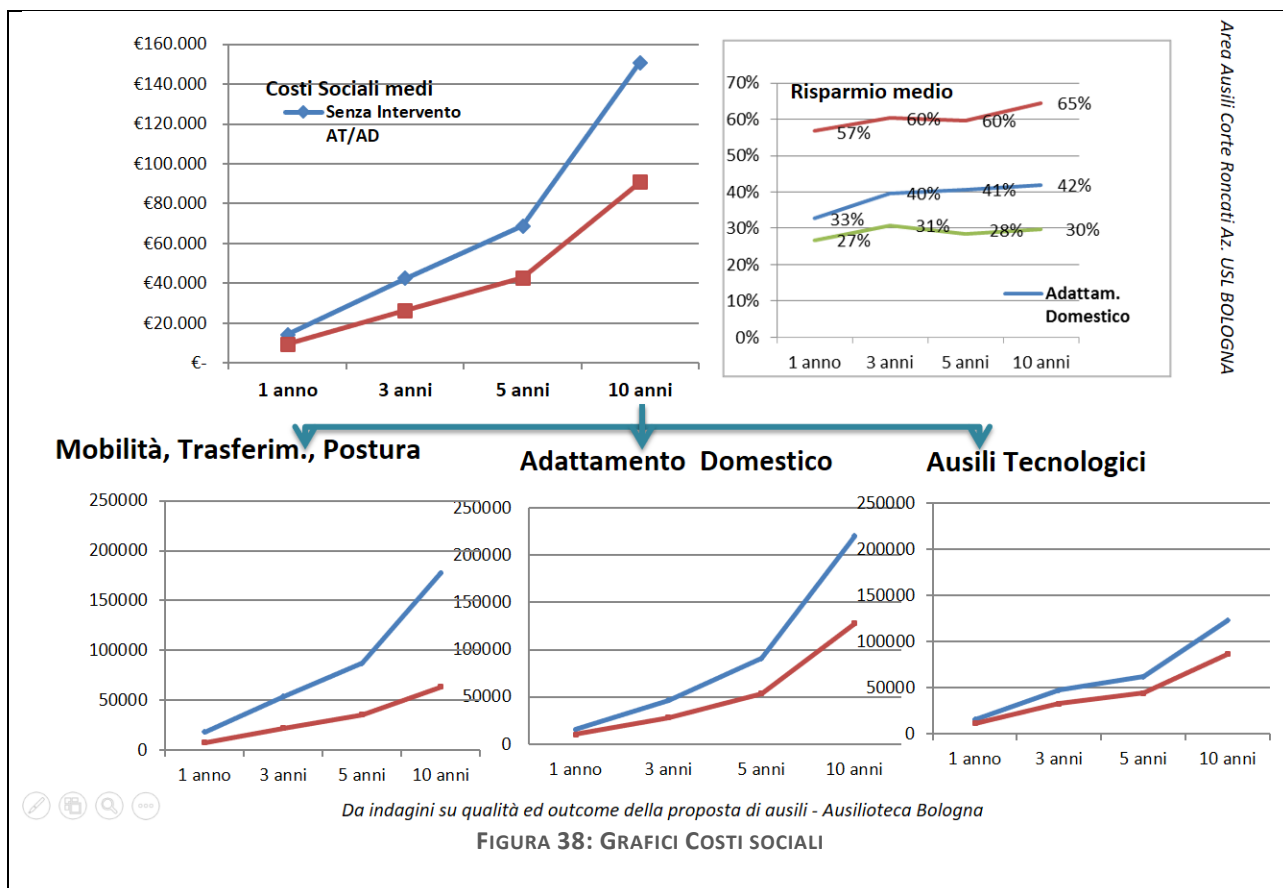 €160.000
€140.000
€120.000
€100.000
€80.000
€60.000
€40.000
€20.000
€-
Costi Sociali medi
Senza Intervento
AT/AD
1 anno 3 anni 5 anni 10 anni
70%
60%
50%
40%
30%
20%
10%
0%
Risparmio medio
57% 60% 60% 65%
33% 40% 41% 42%
27% 31% 28% 30%
Adattam.
Domestico
1 anno 3 anni 5 anni 10 anni
Area Ausili Corte Roncati Az. USL BOLOGNA
Mobilità, Trasferim., Postura
250000
200000
150000
100000
50000
0
1 anno 3 anni 5 anni 10 anni
Adattamento Domestico
250000
200000
150000
100000
50000
0
1 anno 3 anni 5 anni 10 anni
Ausili Tecnologici
250000
200000
150000
100000
50000
0
1 anno 3 anni 5 anni 10 anni
Da indagini su qualità ed outcome della proposta di ausili - Ausilioteca Bologna
FIGURA 38: GRAFICI COSTI SOCIALI